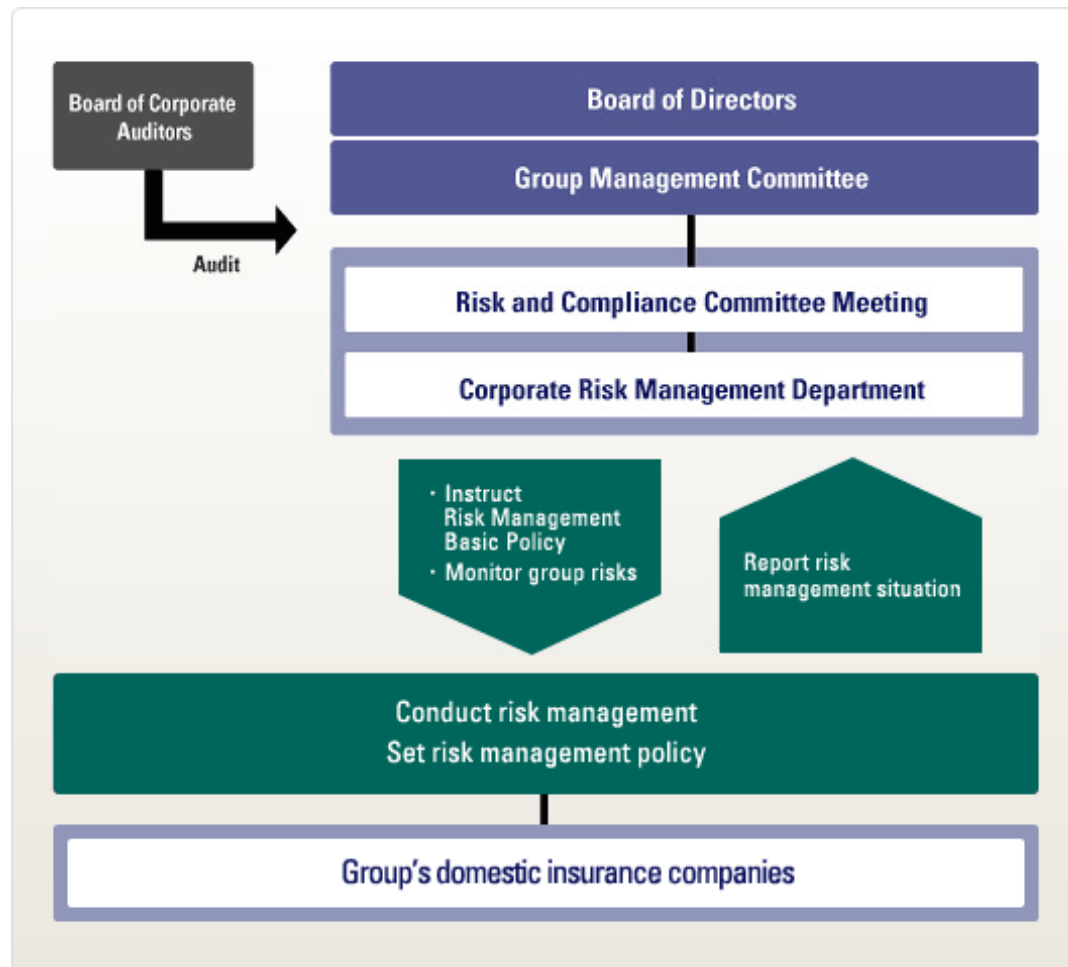 Board of Corporate
Auditors
Board of Directors
Group Management Committee
Audit
Risk and Compliance Committee Meeting
Corporate Risk Management Department
· Instruct
Risk Management
Basic Policy
· Monitor group risks
Report risk
management situation
Conduct risk management
Set risk management policy
Group's domestic insurance companies